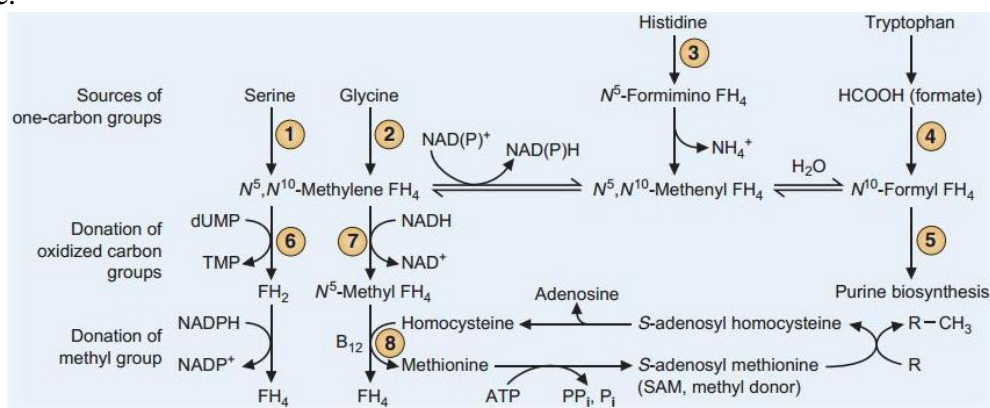 e.
Histidine
Tryptophan
3
Sources of
one-carbon groups
Serine
Glycine
N⁵-Formimino FH₄
HCOOH (formate)
1
2
NAD(P)⁺
NAD(P)H
NH₄⁺
4
H₂O
N⁵,N¹⁰-Methylene FH₄
N⁵,N¹⁰-Methenyl FH₄
N¹⁰-Formyl FH₄
Donation of
oxidized carbon
groups
dUMP
6
TMP
FH₂
7
NADH
NAD⁺
N⁵-Methyl FH₄
5
Purine biosynthesis
Donation of
methyl group
NADPH
NADP⁺
FH₄
B₁₂
8
Homocysteine
Adenosine
S-adenosyl homocysteine
R–CH₃
Methionine
S-adenosyl methionine
(SAM, methyl donor)
R
FH₄
ATP
PPᵢ, Pᵢ